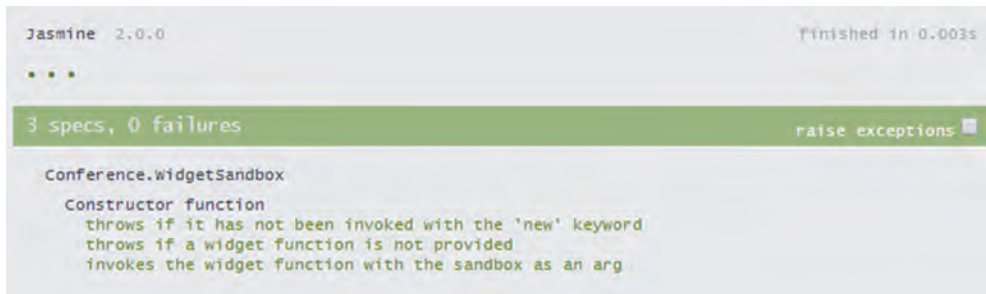 Jasmine 2.0.0 finished in 0.003s
3 specs, 0 failures raise exceptions
Conference.WidgetSandbox
Constructor function
throws if it has not been invoked with the 'new' keyword
throws if a widget function is not provided
invokes the widget function with the sandbox as an arg